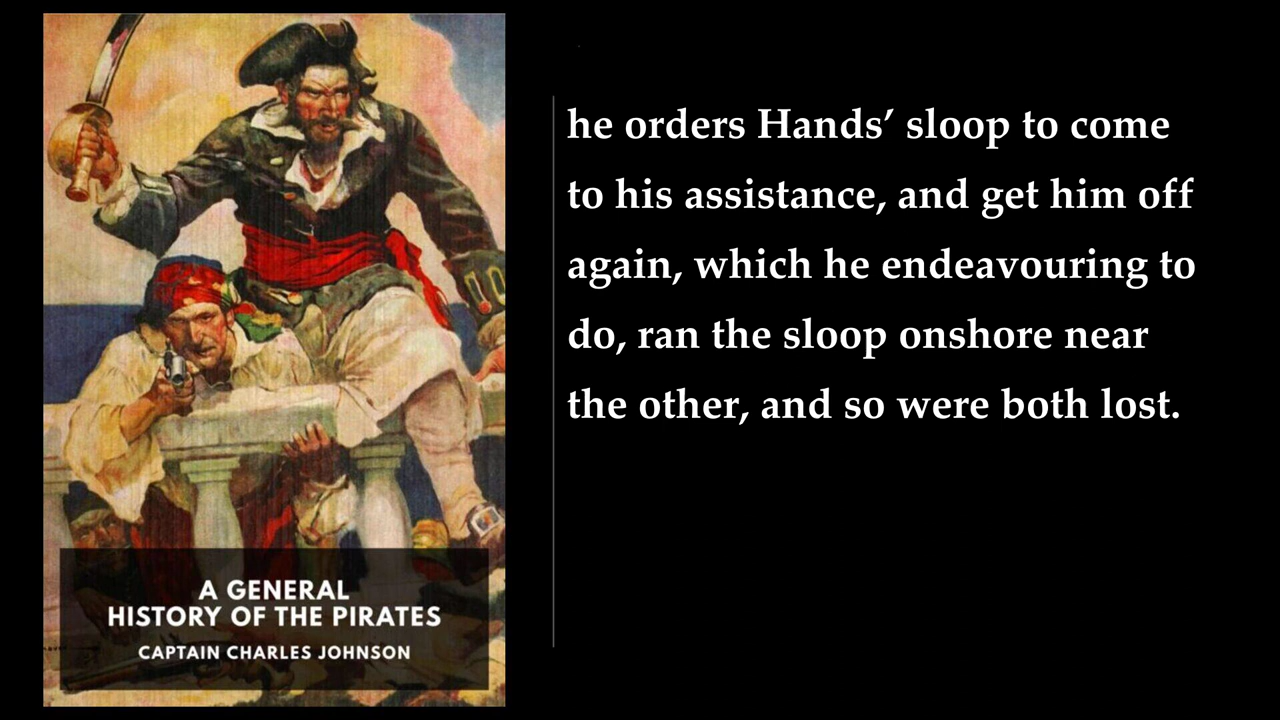 he orders Hands’ sloop to come
to his assistance, and get him off
again, which he endeavouring to
do, ran the sloop onshore near
the other, and so were both lost.
A GENERAL
HISTORY OF THE PIRATES
CAPTAIN CHARLES JOHNSON